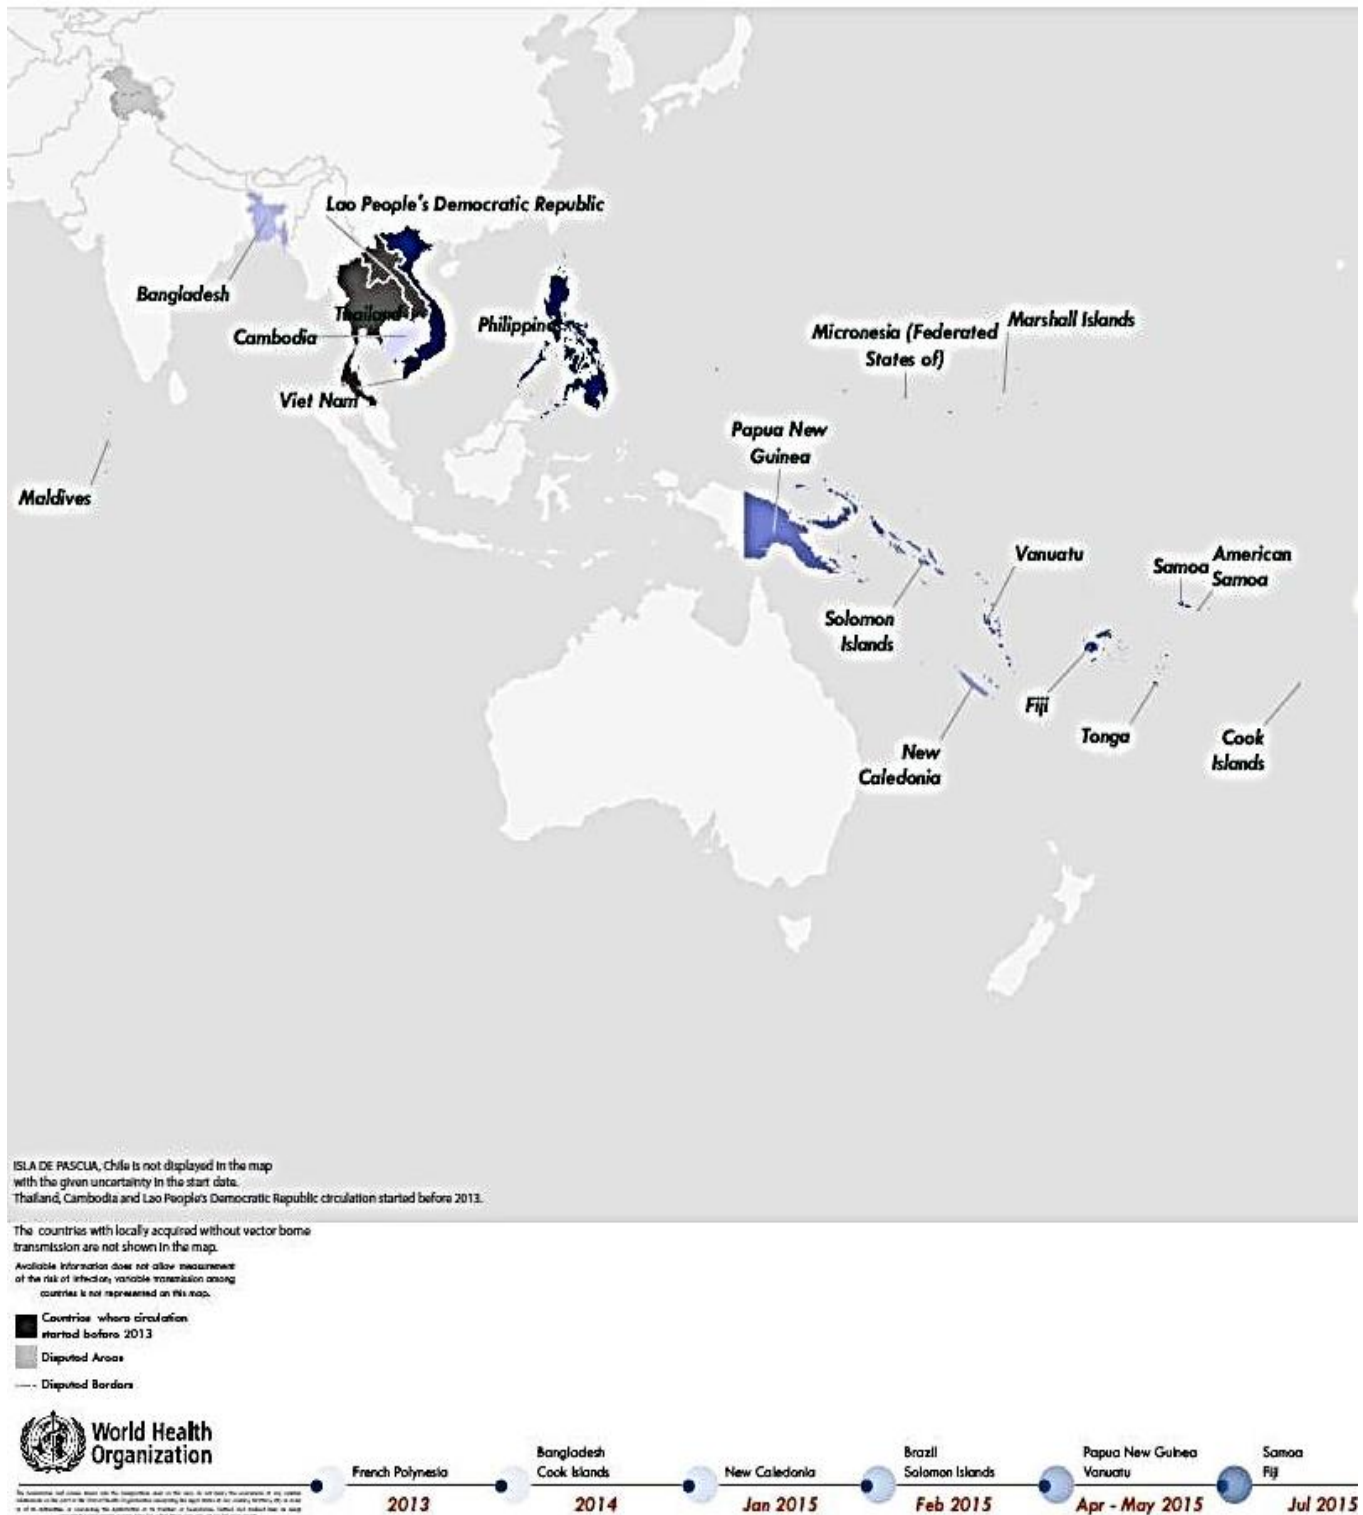 Lao People's Democratic Republic
Bangladesh
Thailand
Cambodia
Philippin
Viet Nam
Maldives
Micronesia (Federated
States of)
Marshall Islands
Papua New
Guinea
Solomon
Islands
Vanuatu
Samoa
American
Samoa
New
Caledonia
Fiji
Tonga
Cook
Islands
ISLA DE PASCUA, Chile is not displayed in the map
with the given uncertainty in the start date.
Thailand, Cambodia and Lao People's Democratic Republic circulation started before 2013.
The countries with locally acquired without vector borne
transmission are not shown in the map.
Available information does not allow measurement
of the risk of infection; variable transmission among
countries is not represented on this map.
Countries where circulation
started before 2013
Disputed Areas
Disputed Borders
World Health
Organization
French Polynesia
2013
Bangladesh
Cook Islands
2014
New Caledonia
Jan 2015
Brazil
Solomon Islands
Feb 2015
Papua New Guinea
Vanuatu
Apr - May 2015
Samoa
Fiji
Jul 2015